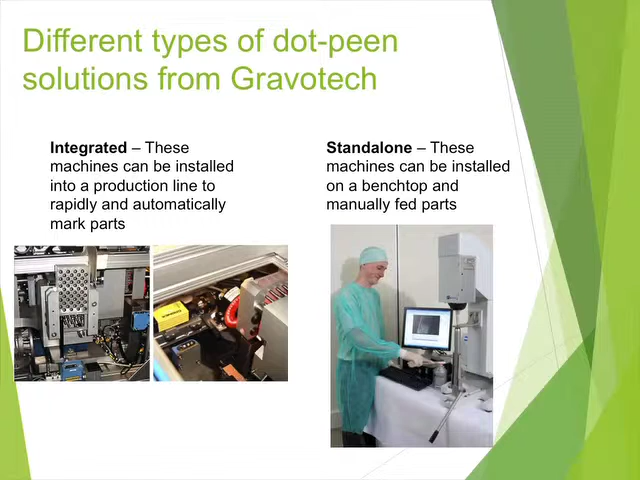 Different types of dot-peen
solutions from Gravotech
Integrated – These
machines can be installed
into a production line to
rapidly and automatically
mark parts
Standalone – These
machines can be installed
on a benchtop and
manually fed parts